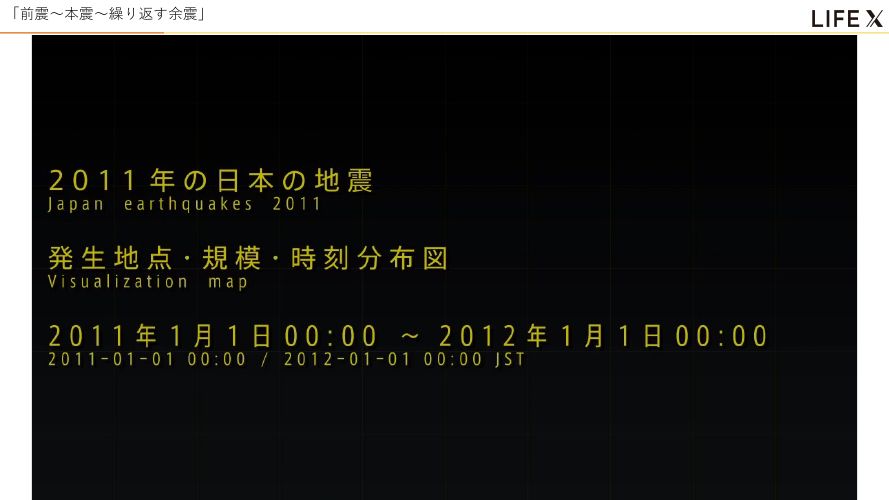 「前震～本震～繰り返す余震」
LIFE X
2011年の日本の地震
Japan earthquakes 2011
発生地点・規模・時刻分布図
Visualization map
2011年1月1日00:00 ～ 2012年1月1日00:00
2011-01-01 00:00 / 2012-01-01 00:00 JST